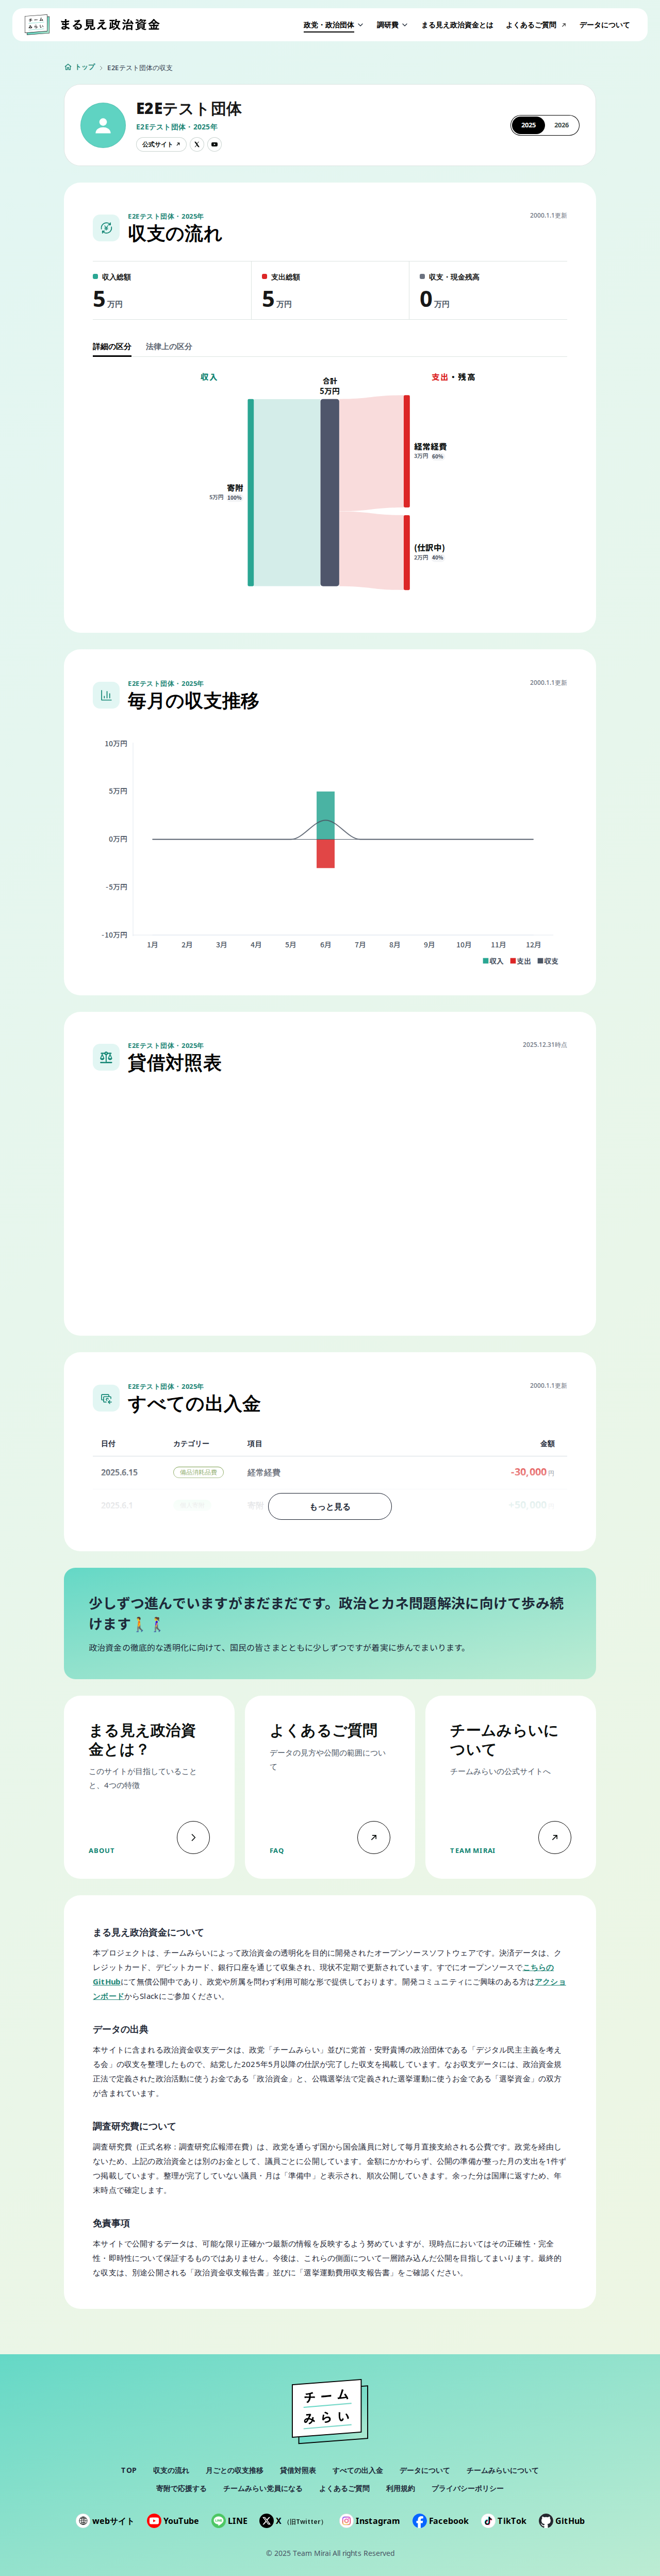 チーム
みらい
まる見え政治資金
政党・政治団体
調研費
まる見え政治資金とは
よくあるご質問
データについて
トップ
E2Eテスト団体の収支
E2Eテスト団体
E2Eテスト団体・2025年
公式サイト
2025
2026
E2Eテスト団体・2025年
2000.1.1更新
収支の流れ
収入総額
支出総額
収支・現金残高
5万円
5万円
0万円
詳細の区分
法律上の区分
収入
合計
5万円
支出・残高
経常経費
3万円 60%
寄附
5万円 100%
(仕訳中)
2万円 40%
E2Eテスト団体・2025年
2000.1.1更新
毎月の収支推移
10万円
5万円
0万円
-5万円
-10万円
1月 2月 3月 4月 5月 6月 7月 8月 9月 10月 11月 12月
収入 支出 収支
E2Eテスト団体・2025年
2025.12.31時点
貸借対照表
E2Eテスト団体・2025年
2000.1.1更新
すべての出入金
日付 カテゴリー 項目 金額
2025.6.15 備品消耗品費 経常経費 -30,000円
2025.6.1 寄附 +50,000円
もっと見る
少しずつ進んでいますがまだまだです。政治とカネ問題解決に向けて歩み続
けます🚶🚶‍♀️
政治資金の徹底的な透明化に向けて、国民の皆さまとともに少しずつですが着実に歩んでまいります。
まる見え政治資
金とは？
このサイトが目指していること
と、4つの特徴
ABOUT
よくあるご質問
データの見方や公開の範囲につい
て
FAQ
チームみらいに
ついて
チームみらいの公式サイトへ
TEAM MIRAI
まる見え政治資金について
本プロジェクトは、チームみらいによって政治資金の透明化を目的に開発されたオープンソースソフトウェアです。決済データは、ク
レジットカード、デビットカード、銀行口座を通じて収集され、現状不定期で更新されています。すでにオープンソースでこちらの
GitHubにて無償公開中であり、政党や所属を問わず利用可能な形で提供しております。開発コミュニティにご興味のある方はアクショ
ンボードからSlackにご参加ください。
データの出典
本サイトに含まれる政治資金収支データは、政党「チームみらい」並びに党首・安野貴博の政治団体である「デジタル民主主義を考え
る会」の収支を整理したもので、結党した2025年5月以降の仕訳が完了した収支を掲載しています。なお収支データには、政治資金規
正法で定義された政治活動に使うお金である「政治資金」と、公職選挙法で定義された選挙運動に使うお金である「選挙資金」の双方
が含まれています。
調査研究費について
調査研究費（正式名称：調査研究広報滞在費）は、政党を通らず国から国会議員に対して毎月直接支給される公費です。政党を経由し
ないため、上記の政治資金とは別のお金として、議員ごとに公開しています。金額にかかわらず、公開の準備が整った月の支出を1件ず
つ掲載しています。整理が完了していない議員・月は「準備中」と表示され、順次公開していきます。余った分は国庫に返すため、年
末時点で確定します。
免責事項
本サイトで公開するデータは、可能な限り正確かつ最新の情報を反映するよう努めていますが、現時点においてはその正確性・完全
性・即時性について保証するものではありません。今後は、これらの側面について一層踏み込んだ公開を目指してまいります。最終的
な収支は、別途公開される「政治資金収支報告書」並びに「選挙運動費用収支報告書」をご確認ください。
チーム
みらい
TOP 収支の流れ 月ごとの収支推移 貸借対照表 すべての出入金 データについて チームみらいについて
寄附で応援する チームみらい党員になる よくあるご質問 利用規約 プライバシーポリシー
webサイト YouTube LINE X （旧Twitter） Instagram Facebook TikTok GitHub
© 2025 Team Mirai All rights Reserved